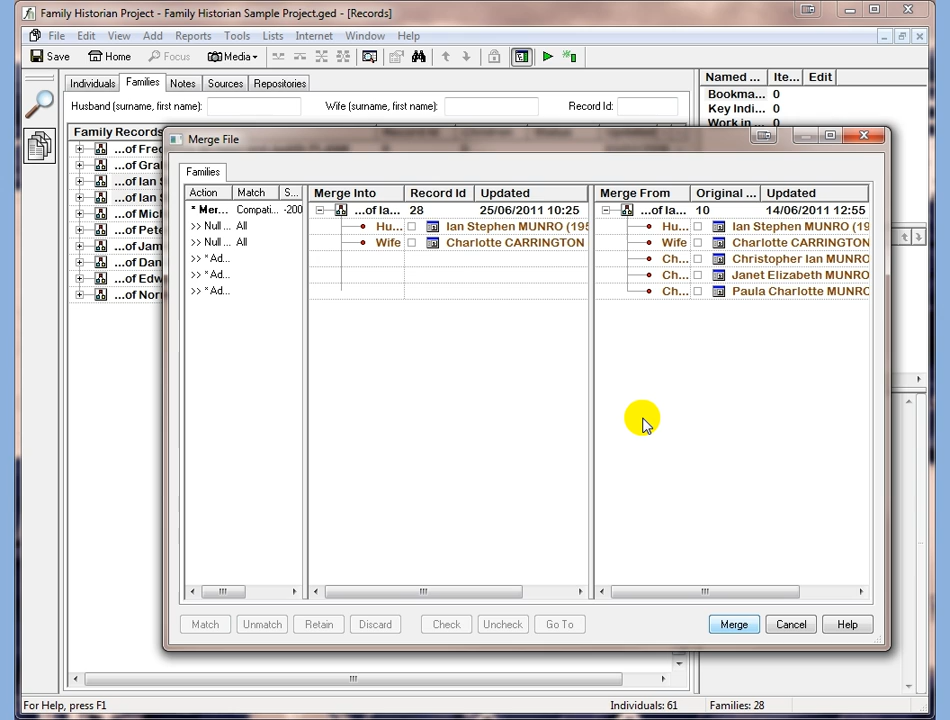 Family Historian Project - Family Historian Sample Project.ged - [Records]
File Edit View Add Reports Tools Lists Internet Window Help
Save Home Focus Media
Individuals Families Notes Sources Repositories
Husband (surname, first name): Wife (surname, first name): Record Id:
Named ... Ite... Edit
Bookma... 0
Key Indi... 0
Work in ... 0
Family Records
...of Fred
...of Gra
...of Ian S
...of Ian
...of Mich
...of Pete
...of Jam
...of Dan
...of Edw
...of Nor
Merge File
Families
Action Match S... Merge Into Record Id Updated Merge From Original ... Updated
* Mer... Compati... -200 ...of Ia... 28 25/06/2011 10:25 ...of Ia... 10 14/06/2011 12:55
>> Null ... All Hu... Ian Stephen MUNRO (195 Hu... Ian Stephen MUNRO (19
>> Null ... All Wife Charlotte CARRINGTON Wife Charlotte CARRINGTON
>> *Ad... Ch... Christopher Ian MUNRO
>> *Ad... Ch... Janet Elizabeth MUNRO
>> *Ad... Ch... Paula Charlotte MUNRO
Match Unmatch Retain Discard Check Uncheck Go To Merge Cancel Help
For Help, press F1 Individuals: 61 Families: 28